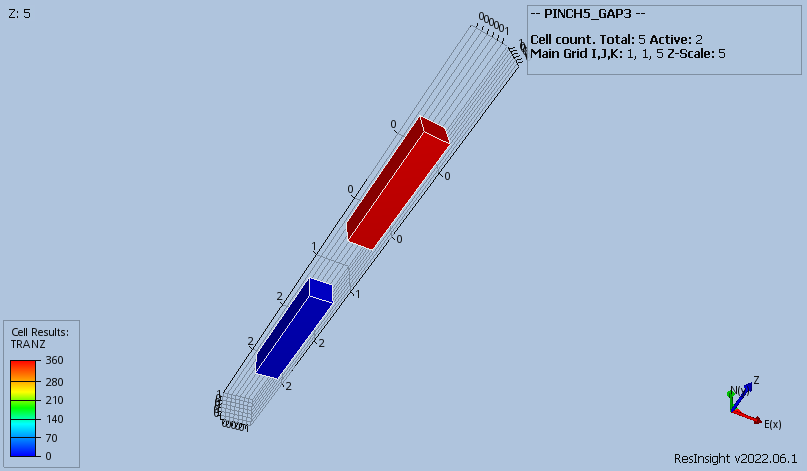 Z: 5
-- PINCH5_GAP3 --
Cell count. Total: 5 Active: 2
Main Grid I,J,K: 1, 1, 5 Z-Scale: 5
000001
0
0
0
0
1
1
2
2
2
2
Cell Results:
TRANZ
360
280
210
140
70
0
Z
N(y)
E(x)
ResInsight v2022.06.1